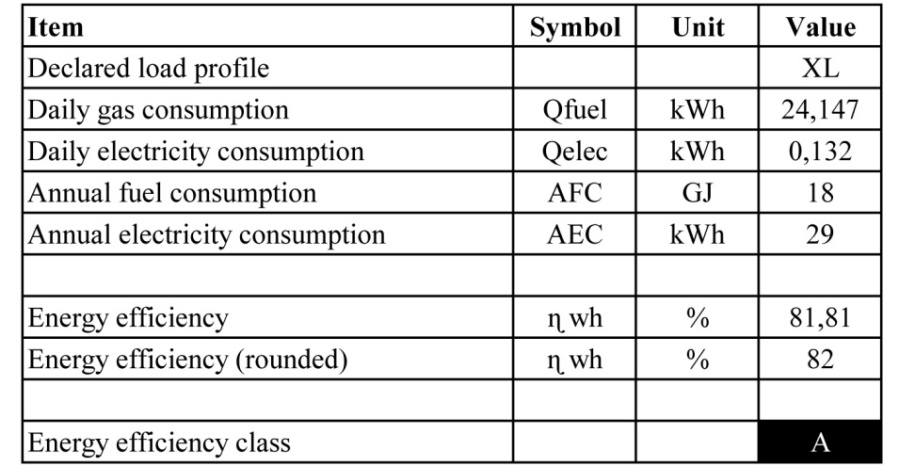 Item Symbol Unit Value
Declared load profile XL
Daily gas consumption Qfuel kWh 24,147
Daily electricity consumption Qelec kWh 0,132
Annual fuel consumption AFC GJ 18
Annual electricity consumption AEC kWh 29
Energy efficiency η wh % 81,81
Energy efficiency (rounded) η wh % 82
Energy efficiency class A